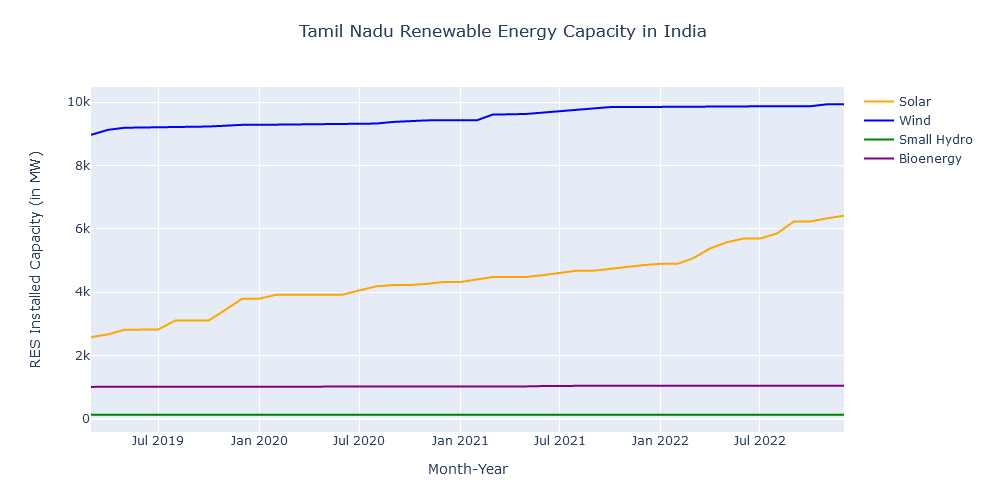 Tamil Nadu Renewable Energy Capacity in India
Solar
Wind
Small Hydro
Bioenergy
RES Installed Capacity (in MW)
10k
8k
6k
4k
2k
0
Jul 2019
Jan 2020
Jul 2020
Jan 2021
Jul 2021
Jan 2022
Jul 2022
Month-Year